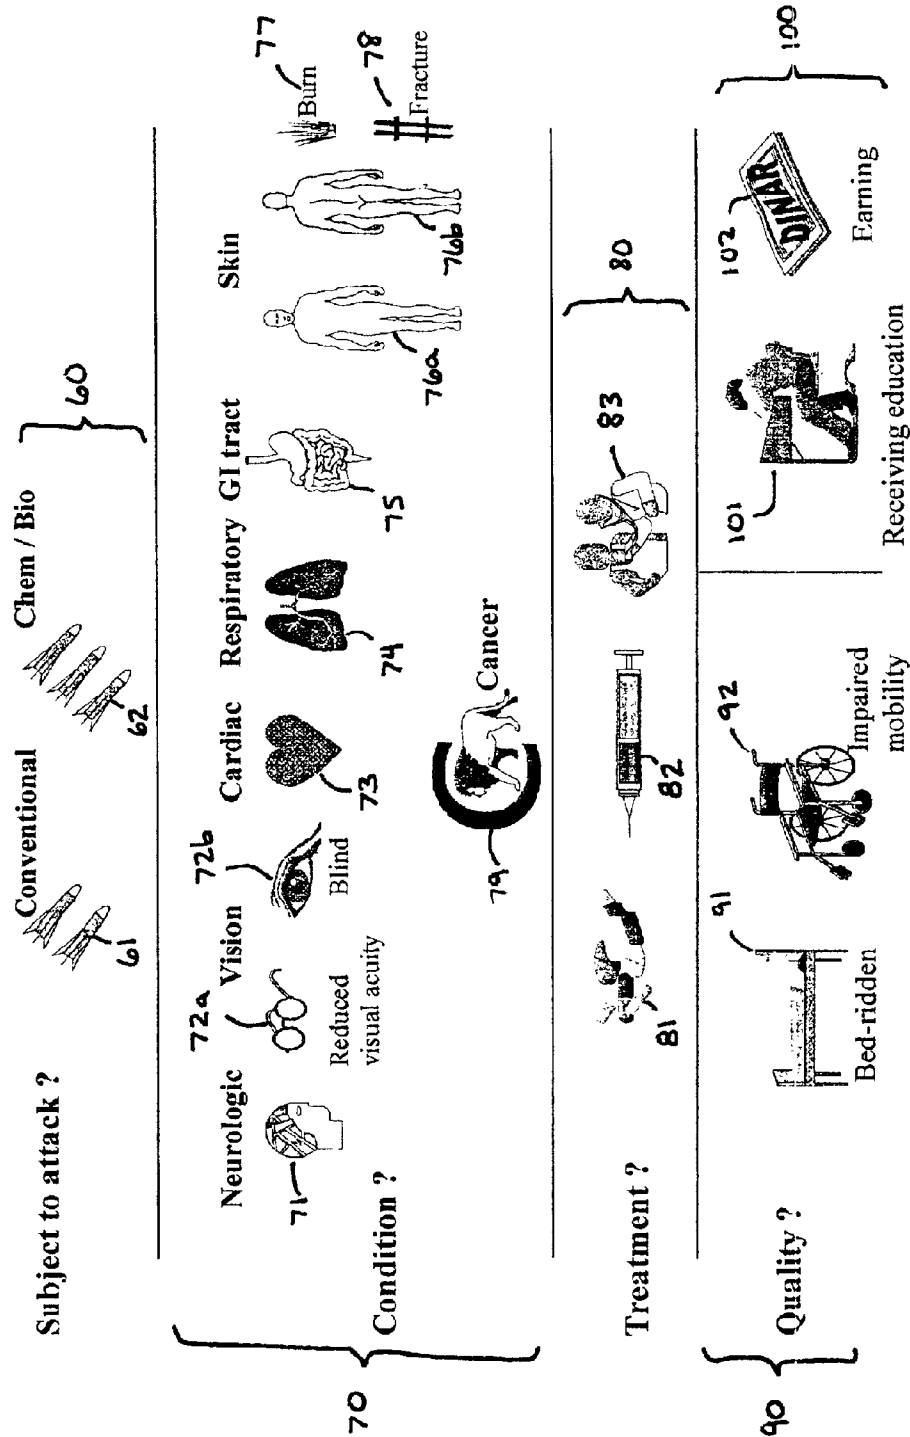 Subject to attack ?
Conventional
Chem / Bio
60
61
62
70
Condition ?
Neurologic
Vision
Cardiac
Respiratory
GI tract
Skin
71
72a
72b
73
74
75
76a
76b
77
78
Reduced
visual acuity
Blind
Burn
Fracture
79
Cancer
Treatment ?
80
81
82
83
90
Quality ?
91
92
Bed-ridden
Impaired
mobility
100
101
102
DINAR
Receiving education
Earning